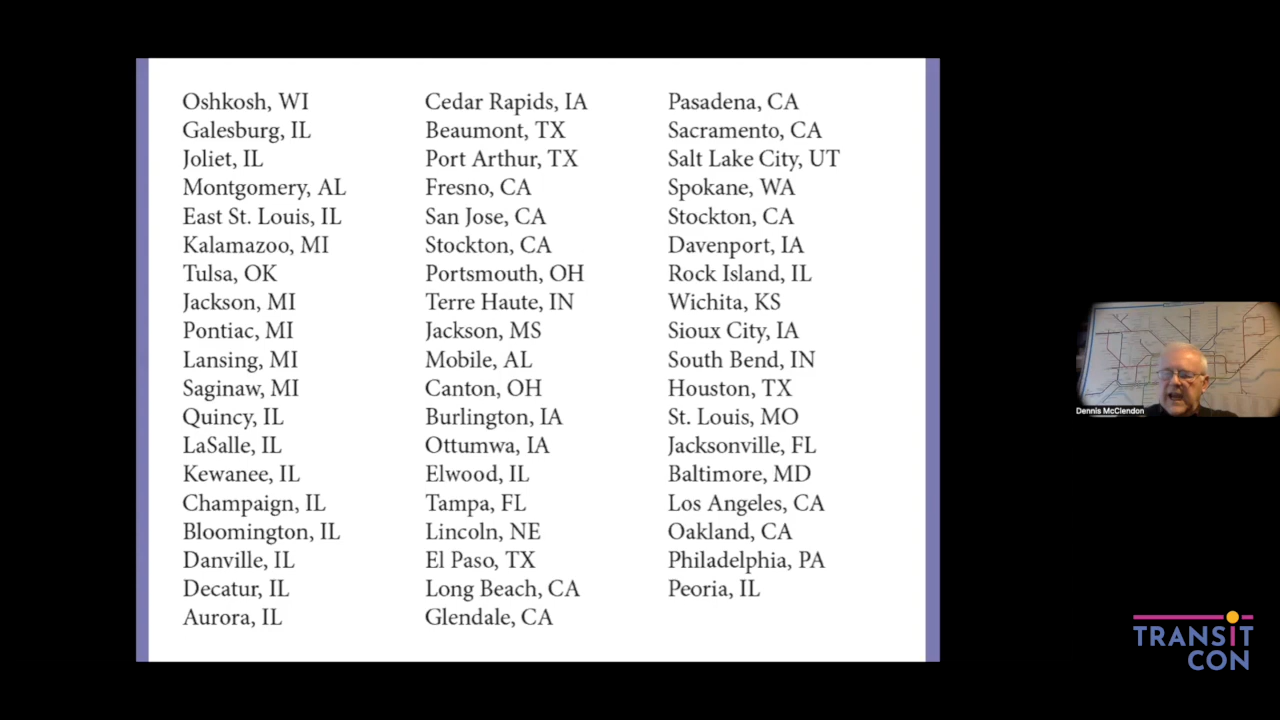 Oshkosh, WI
Galesburg, IL
Joliet, IL
Montgomery, AL
East St. Louis, IL
Kalamazoo, MI
Tulsa, OK
Jackson, MI
Pontiac, MI
Lansing, MI
Saginaw, MI
Quincy, IL
LaSalle, IL
Kewanee, IL
Champaign, IL
Bloomington, IL
Danville, IL
Decatur, IL
Aurora, IL
Cedar Rapids, IA
Beaumont, TX
Port Arthur, TX
Fresno, CA
San Jose, CA
Stockton, CA
Portsmouth, OH
Terre Haute, IN
Jackson, MS
Mobile, AL
Canton, OH
Burlington, IA
Ottumwa, IA
Elwood, IL
Tampa, FL
Lincoln, NE
El Paso, TX
Long Beach, CA
Glendale, CA
Pasadena, CA
Sacramento, CA
Salt Lake City, UT
Spokane, WA
Stockton, CA
Davenport, IA
Rock Island, IL
Wichita, KS
Sioux City, IA
South Bend, IN
Houston, TX
St. Louis, MO
Jacksonville, FL
Baltimore, MD
Los Angeles, CA
Oakland, CA
Philadelphia, PA
Peoria, IL
Dennis McClendon
TRANSIT
CON